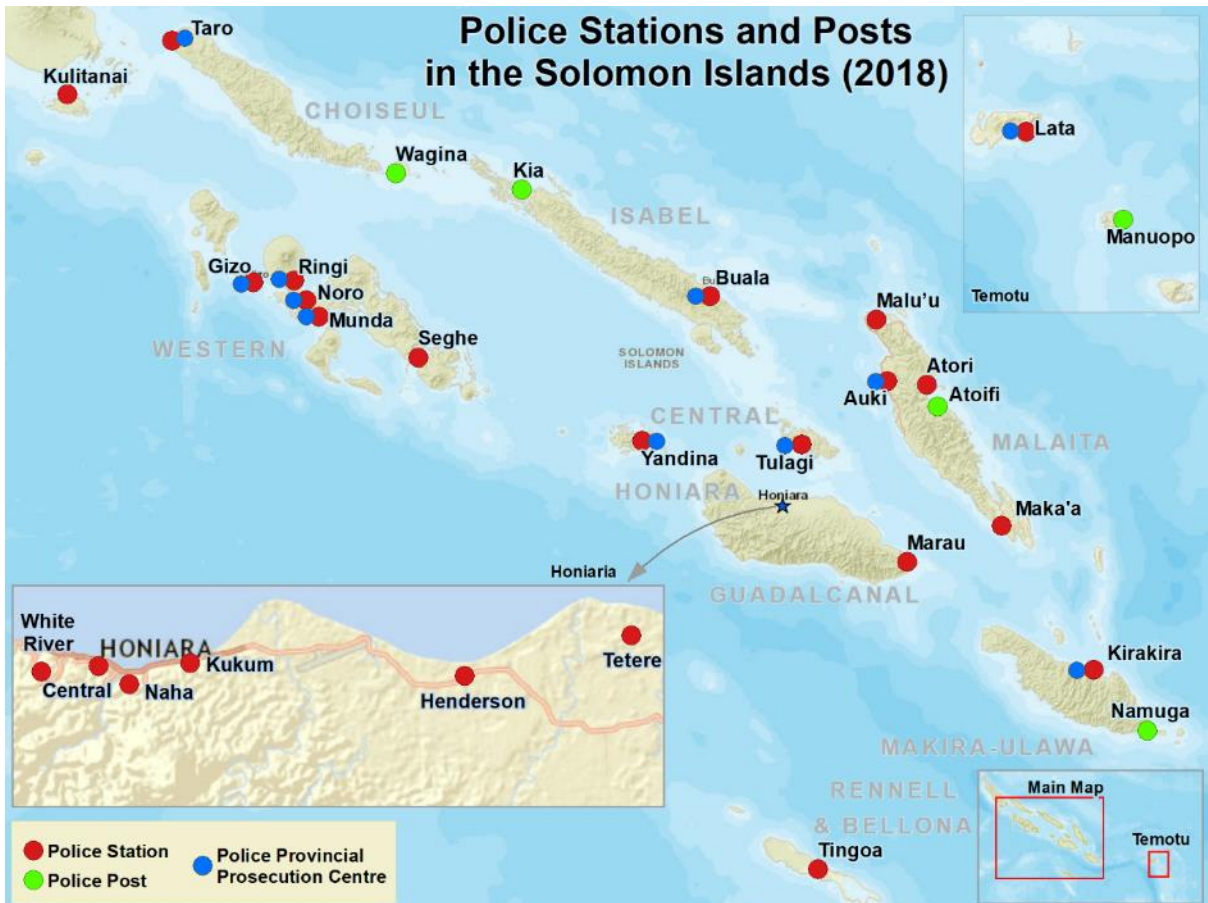 Police Stations and Posts
in the Solomon Islands (2018)
Taro
Kulitanai
CHOISEUL
Wagina
Kia
ISABEL
Lata
Manuopo
Temotu
Gizo
Ringi
Noro
Munda
WESTERN
Seghe
Buala
SOLOMON
ISLANDS
Malu'u
Atori
Auki
Atoifi
MALAITA
CENTRAL
Yandina
Tulagi
HONIARA
Honiara
Maka'a
Marau
GUADALCANAL
Honiaria
White
River
HONIARA
Kukum
Central
Naha
Henderson
Tetere
Kirakira
Namuga
MAKIRA-ULAWA
RENNELL
& BELLONA
Tingoa
Main Map
Temotu
Police Station
Police Post
Police Provincial
Prosecution Centre